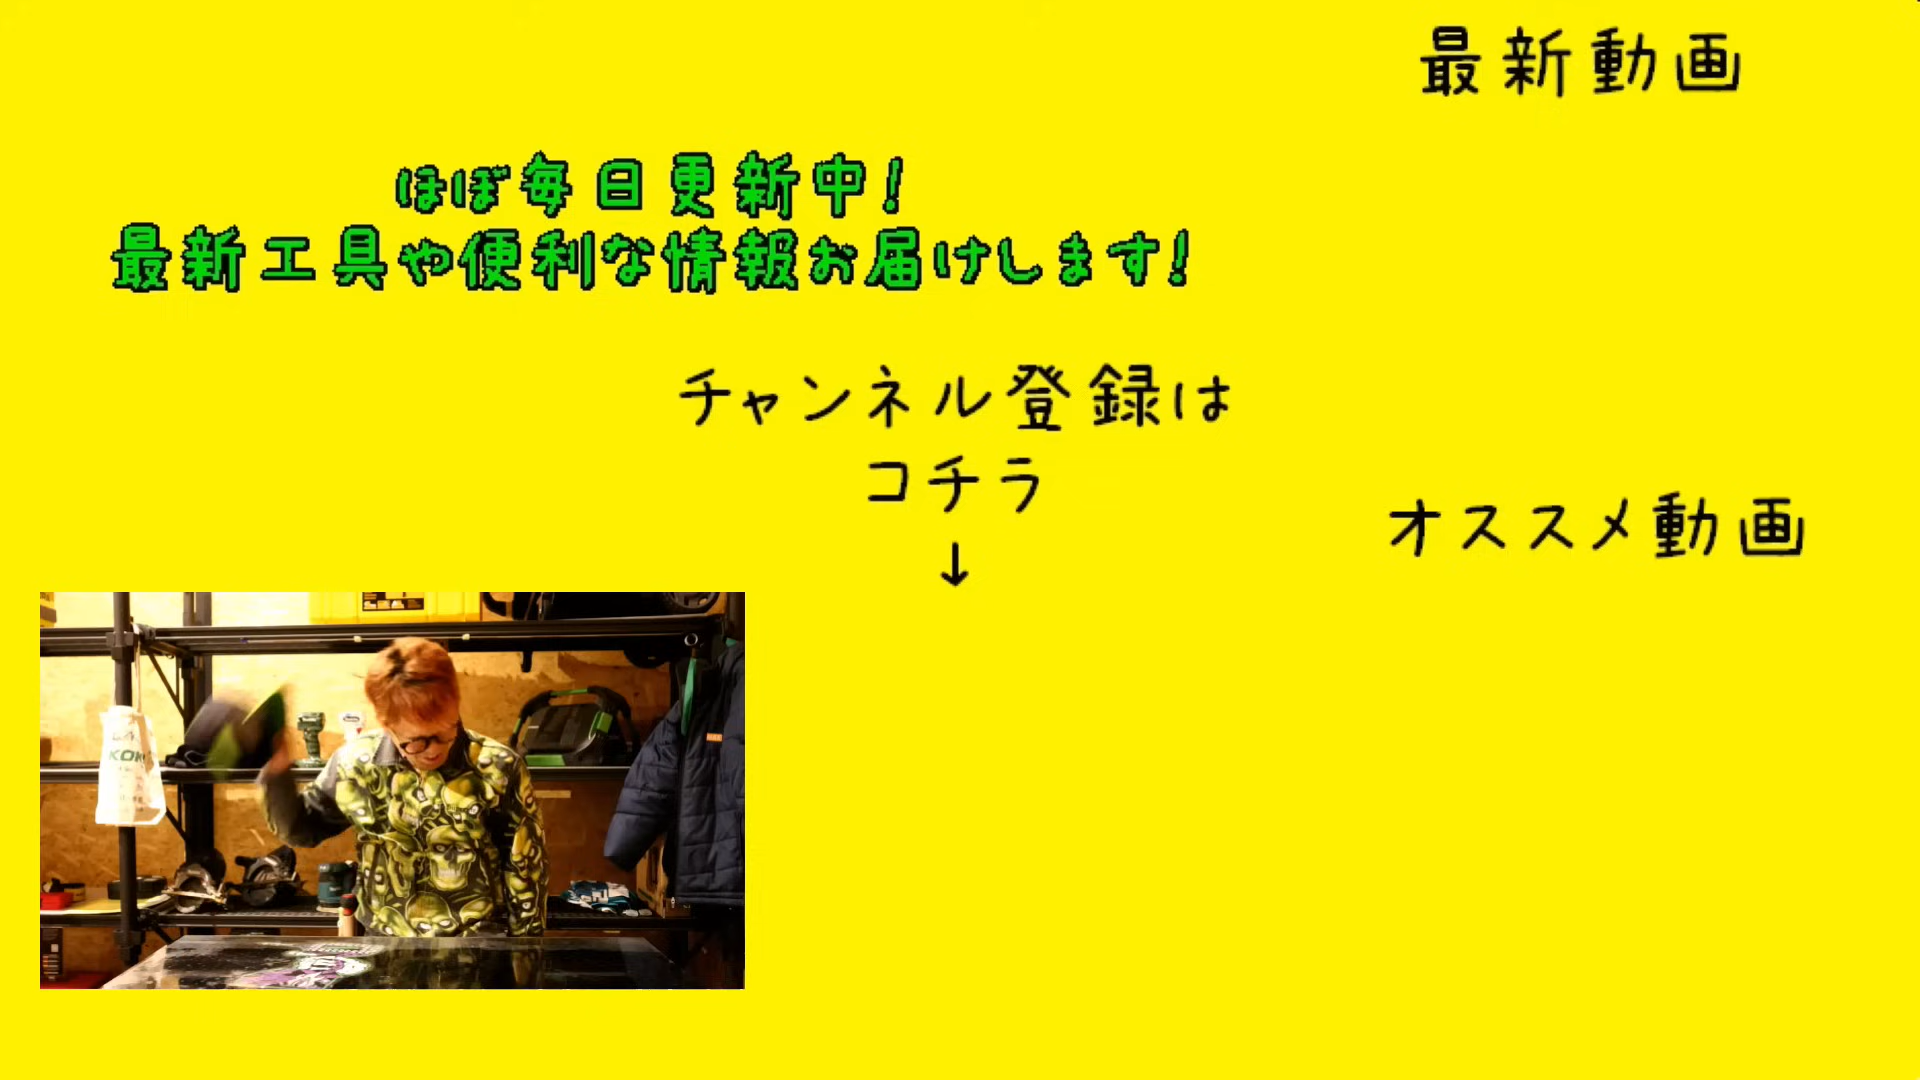 最新動画
ほぼ毎日更新中!
最新工具や便利な情報お届けします!
チャンネル登録は
コチラ
↓
オススメ動画